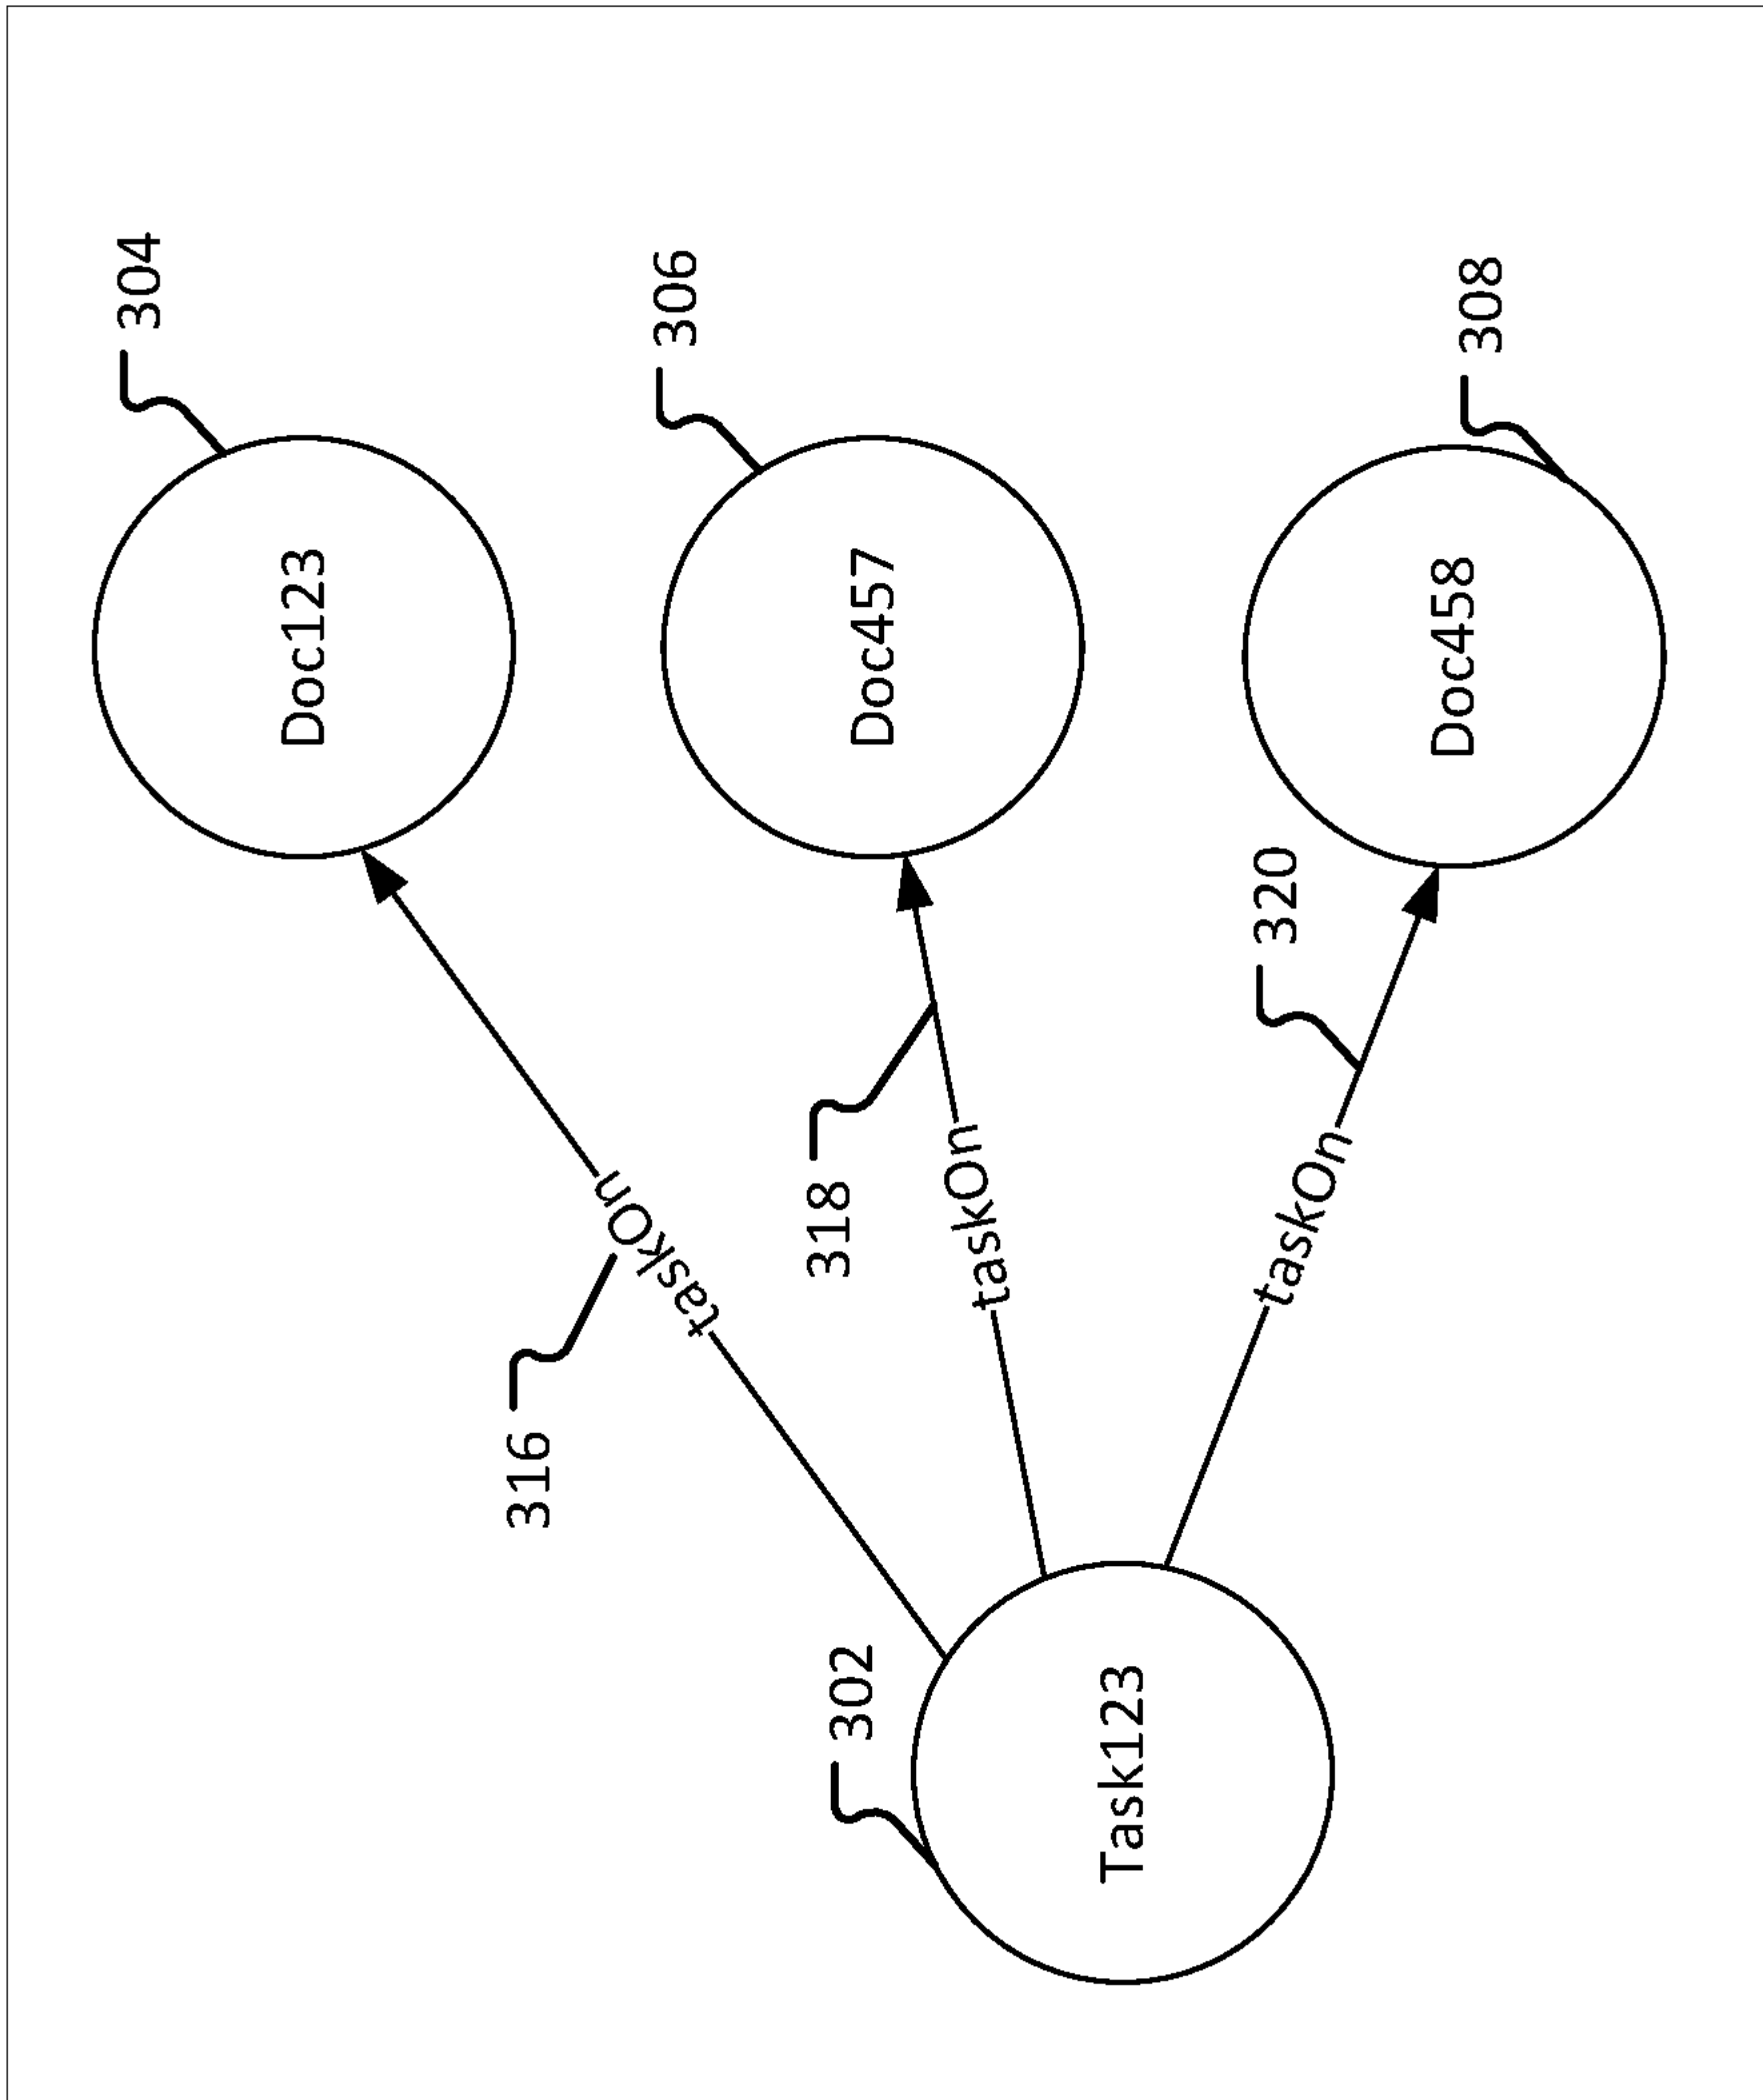 304
Doc123
316
taskOn
306
Doc457
318
taskOn
302
Task123
320
taskOn
308
Doc458